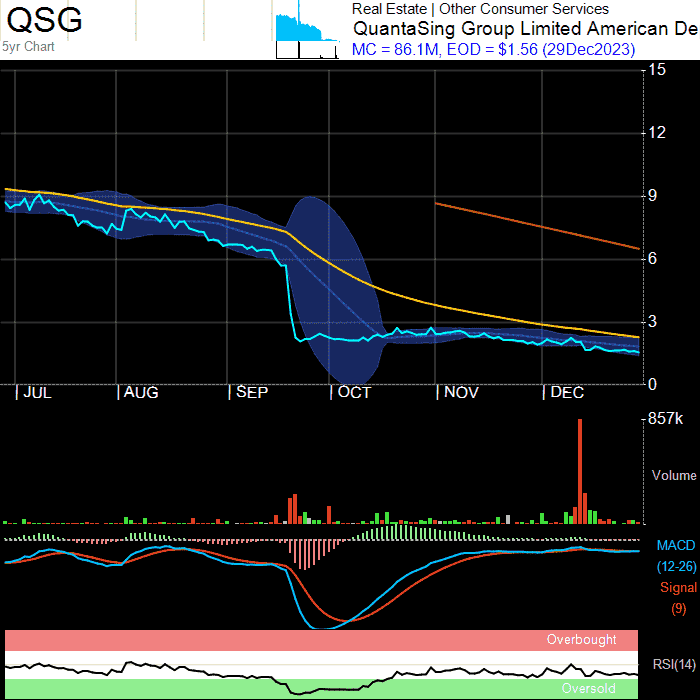 QSG
5yr Chart
Real Estate | Other Consumer Services
QuantaSing Group Limited American De
MC = 86.1M, EOD = $1.56 (29Dec2023)
15
12
9
6
3
0
| JUL | AUG | SEP | OCT | NOV | DEC
857k
Volume
MACD
(12-26)
Signal
(9)
Overbought
RSI(14)
Oversold